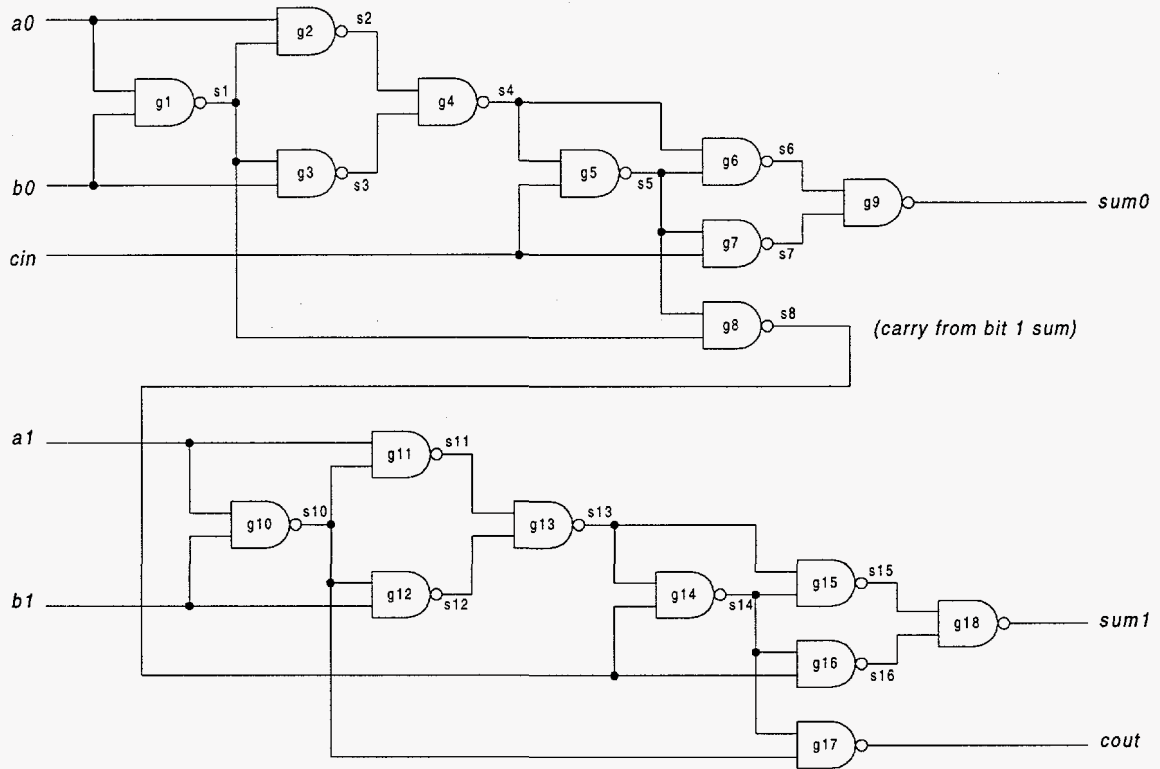 a0
g2
s2
g1
s1
g4
s4
g3
s3
b0
g5
s5
g6
s6
g9
sum0
g7
s7
cin
g8
s8
(carry from bit 1 sum)
a1
g11
s11
g10
s10
g13
s13
g12
s12
b1
g14
s14
g15
s15
g18
sum1
g16
s16
g17
cout